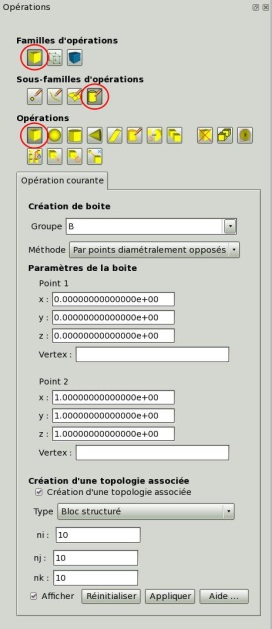 Opérations
Familles d'opérations
Sous-familles d'opérations
Opérations
Opération courante
Création de boite
Groupe B
Méthode Par points diamétralement opposés
Paramètres de la boite
Point 1
x : 0.00000000000000e+00
y : 0.00000000000000e+00
z : 0.00000000000000e+00
Vertex :
Point 2
x : 1.00000000000000e+00
y : 1.00000000000000e+00
z : 1.00000000000000e+00
Vertex :
Création d'une topologie associée
Création d'une topologie associée
Type Bloc structuré
ni : 10
nj : 10
nk : 10
Afficher Réinitialiser Appliquer Aide ...